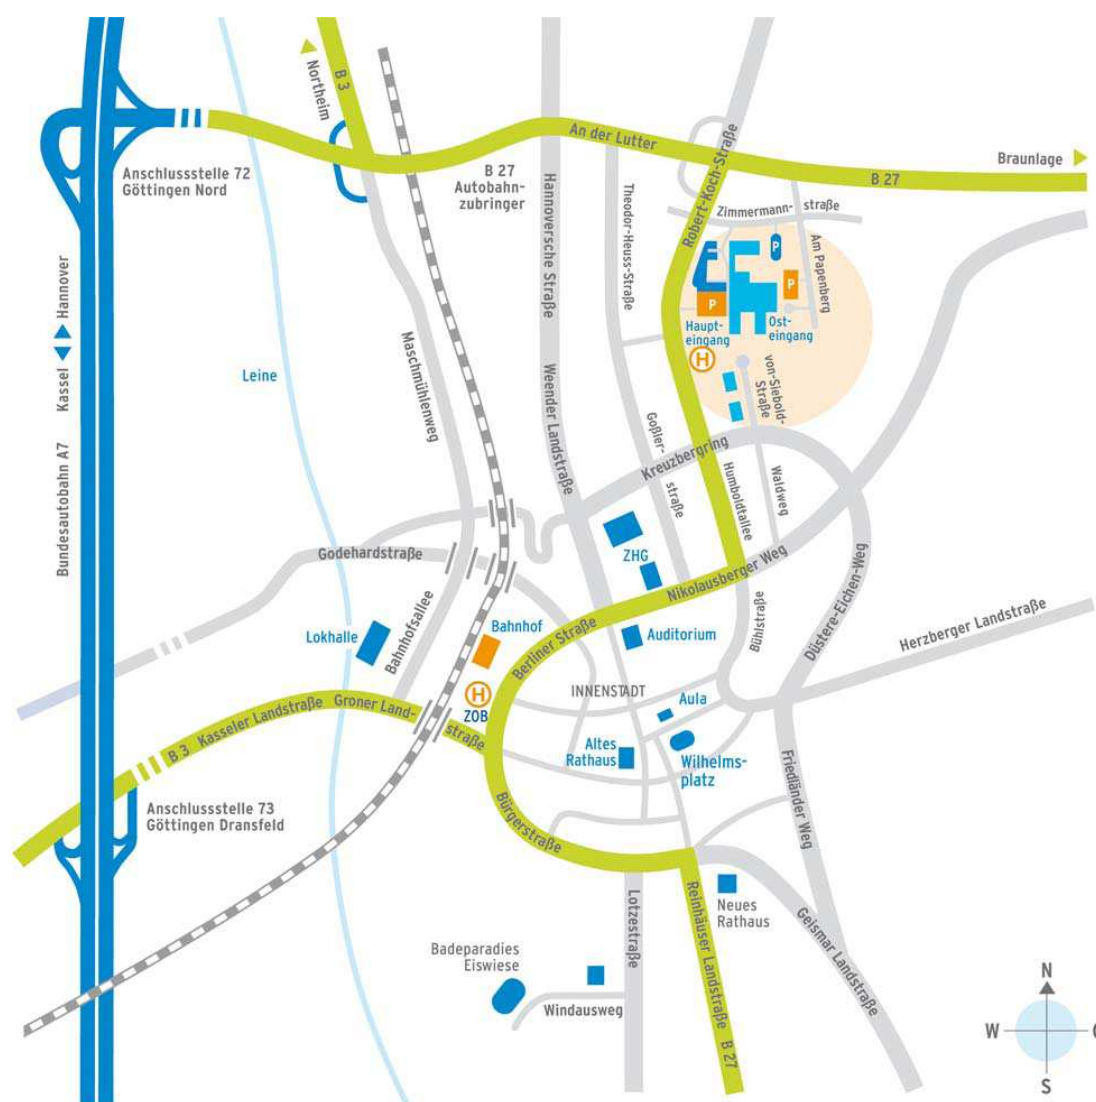 B 3
Northeim
An der Lutter
Braunlage
B 27
Anschlussstelle 72
Göttingen Nord
B 27
Autobahn-
zubringer
Hannoversche Straße
Theodor-Heuss-Straße
Robert-Koch-Straße
Zimmermann-
straße
Am Papenberg
P
P
P
Haupt-
eingang
Ost-
eingang
H
von-Siebold-
Straße
Kassel
Hannover
Bundesautobahn A7
Leine
Maschmühlenweg
Weender Landstraße
Goßler-
straße
Kreuzbergring
Humboldtallee
Waldweg
ZHG
Godehardstraße
Nikolausberger Weg
Düstere-Eichen-Weg
Bahnhofsallee
Lokhalle
Bahnhof
Berliner Straße
Auditorium
Bühlstraße
Herzberger Landstraße
H
ZOB
INNENSTADT
Aula
B 3 Kasseler Landstraße
Groner Land-
straße
Altes
Rathaus
Wilhelms-
platz
Friedländer Weg
Anschlussstelle 73
Göttingen Dransfeld
Bürgerstraße
Lotzestraße
Reinhäuser Landstraße B 27
Neues
Rathaus
Geismar Landstraße
Badeparadies
Eiswiese
Windausweg
N
W
O
S